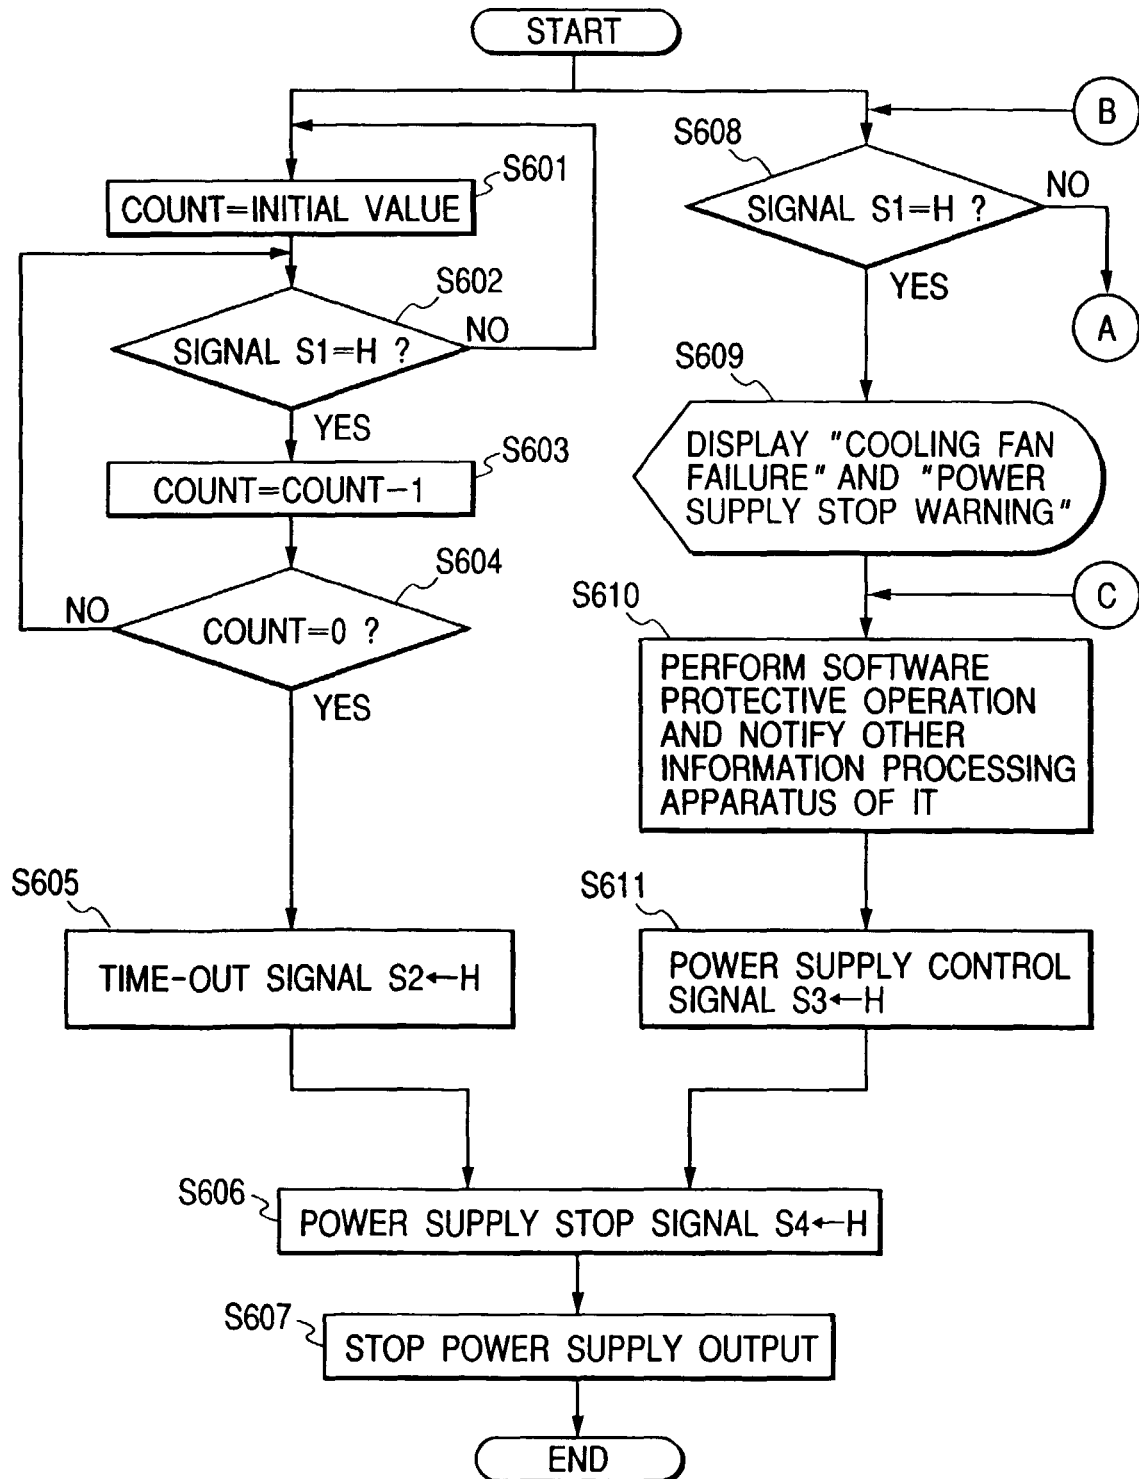 START
B
S608
SIGNAL S1=H ?
NO
YES
A
S601
COUNT=INITIAL VALUE
S602
SIGNAL S1=H ?
NO
YES
S603
COUNT=COUNT-1
S604
NO
COUNT=0 ?
YES
S605
TIME-OUT SIGNAL S2←H
S609
DISPLAY "COOLING FAN
FAILURE" AND "POWER
SUPPLY STOP WARNING"
C
S610
PERFORM SOFTWARE
PROTECTIVE OPERATION
AND NOTIFY OTHER
INFORMATION PROCESSING
APPARATUS OF IT
S611
POWER SUPPLY CONTROL
SIGNAL S3←H
S606
POWER SUPPLY STOP SIGNAL S4←H
S607
STOP POWER SUPPLY OUTPUT
END